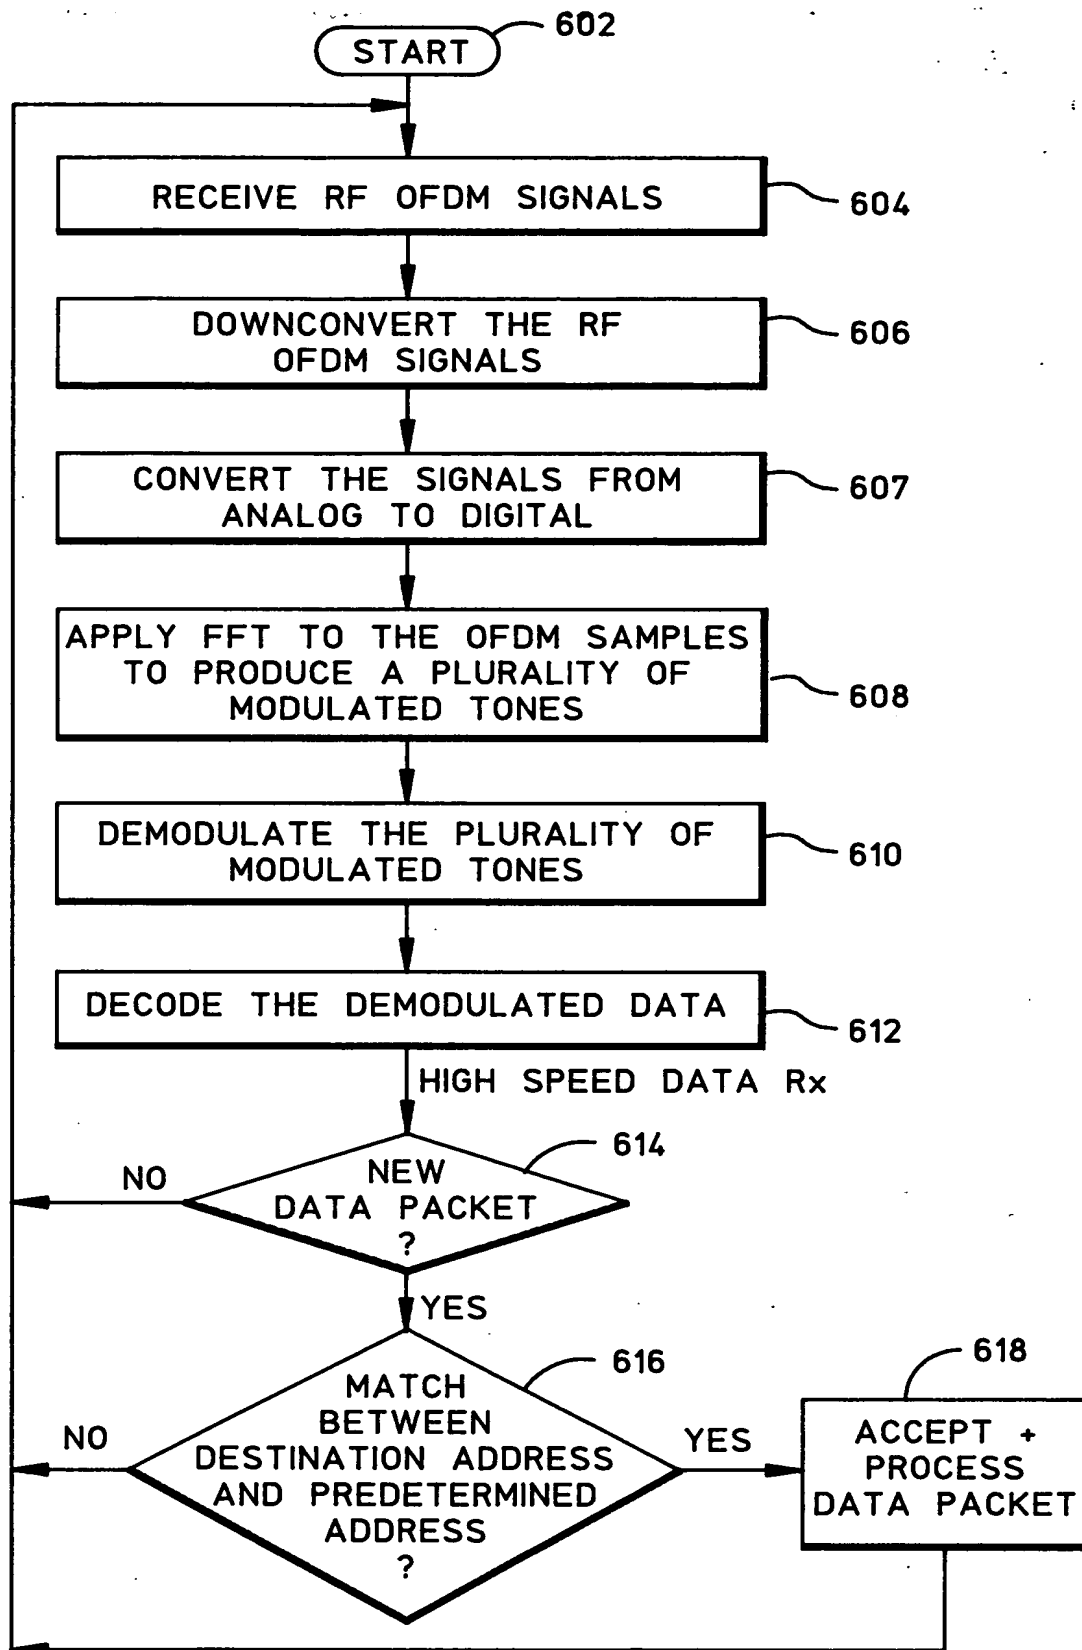 602
START
RECEIVE RF OFDM SIGNALS
604
DOWNCONVERT THE RF
OFDM SIGNALS
606
CONVERT THE SIGNALS FROM
ANALOG TO DIGITAL
607
APPLY FFT TO THE OFDM SAMPLES
TO PRODUCE A PLURALITY OF
MODULATED TONES
608
DEMODULATE THE PLURALITY OF
MODULATED TONES
610
DECODE THE DEMODULATED DATA
612
HIGH SPEED DATA Rx
614
NO
NEW
DATA PACKET
?
YES
616
618
NO
MATCH
BETWEEN
DESTINATION ADDRESS
AND PREDETERMINED
ADDRESS
?
YES
ACCEPT +
PROCESS
DATA PACKET